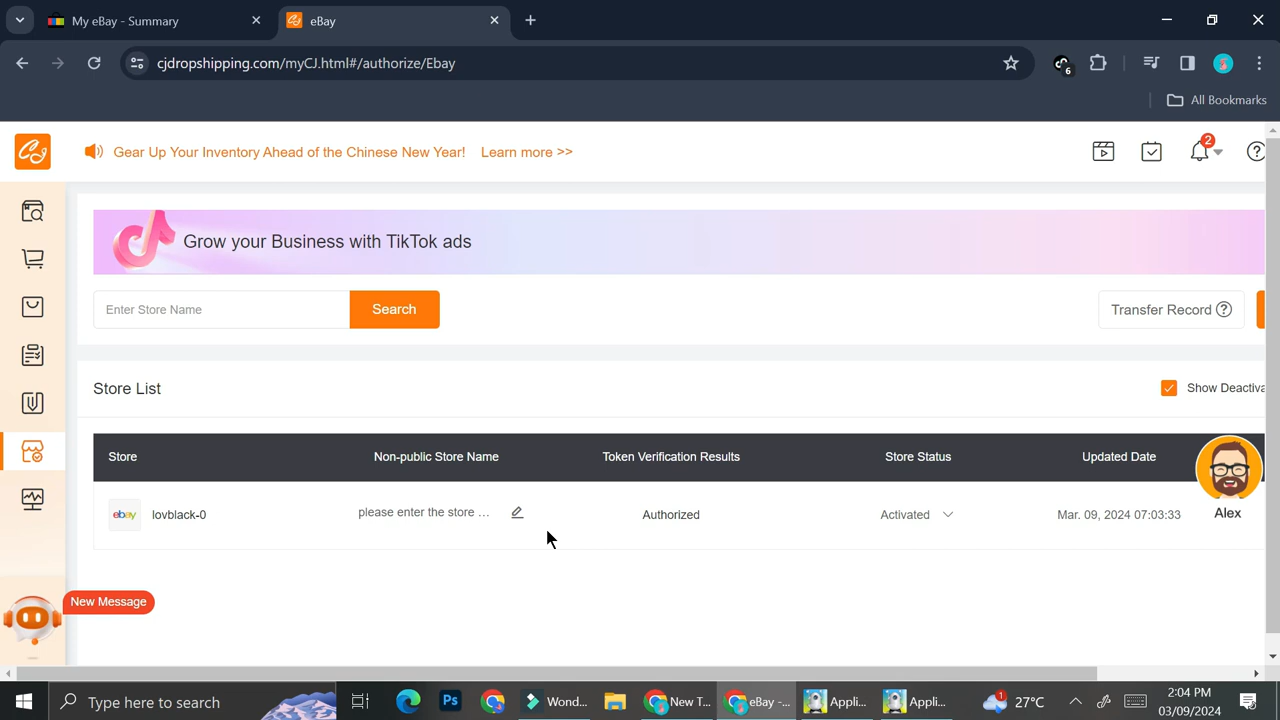 My eBay - Summary
eBay
cjdropshipping.com/myCJ.html#/authorize/Ebay
6
All Bookmarks
CJ
Gear Up Your Inventory Ahead of the Chinese New Year! Learn more >>
2
Grow your Business with TikTok ads
Enter Store Name
Search
Transfer Record
Store List
Show Deactiva
Store
Non-public Store Name
Token Verification Results
Store Status
Updated Date
ebay
lovblack-0
please enter the store ...
Authorized
Activated
Mar. 09, 2024 07:03:33
Alex
New Message
Type here to search
Ps
Wond...
New T...
eBay -...
Appli...
Appli...
1
27°C
2:04 PM
03/09/2024